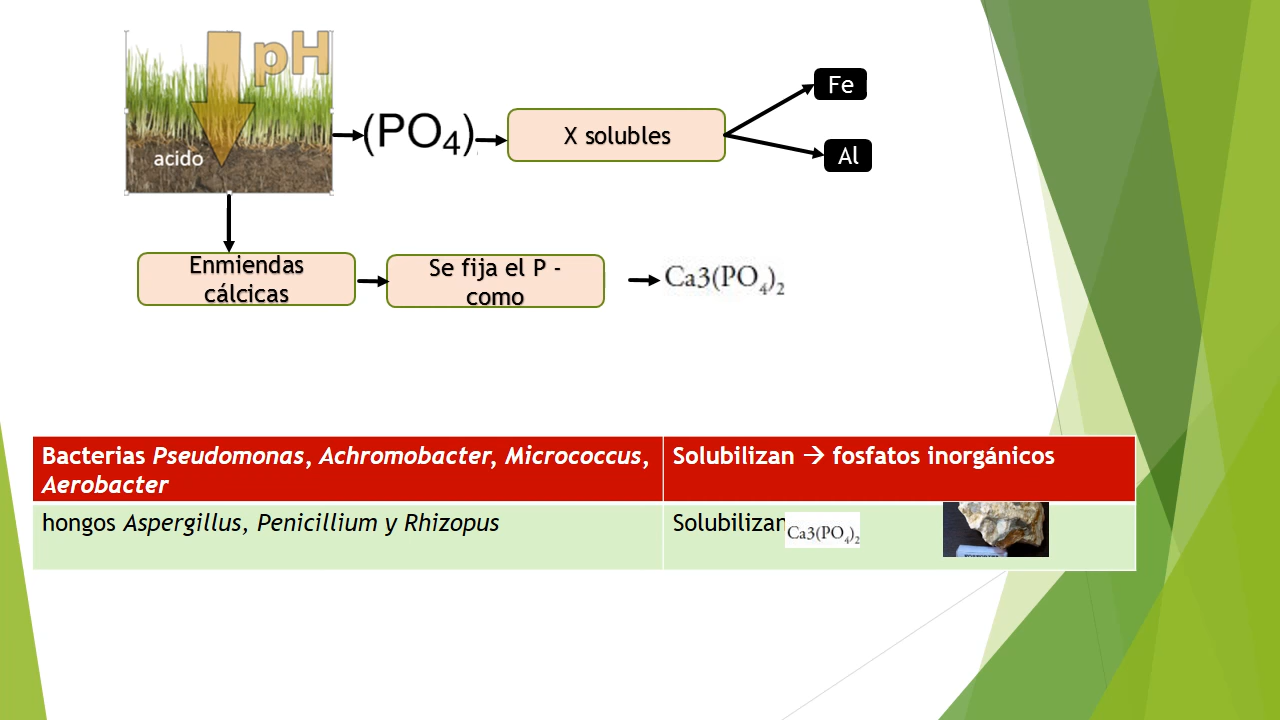 pH
acido
(PO₄)
X solubles
Fe
Al
Enmiendas
cálcicas
Se fija el P -
como
Ca3(PO₄)₂
Bacterias Pseudomonas, Achromobacter, Micrococcus,
Aerobacter
Solubilizan → fosfatos inorgánicos
hongos Aspergillus, Penicillium y Rhizopus
Solubilizan
Ca3(PO₄)₂